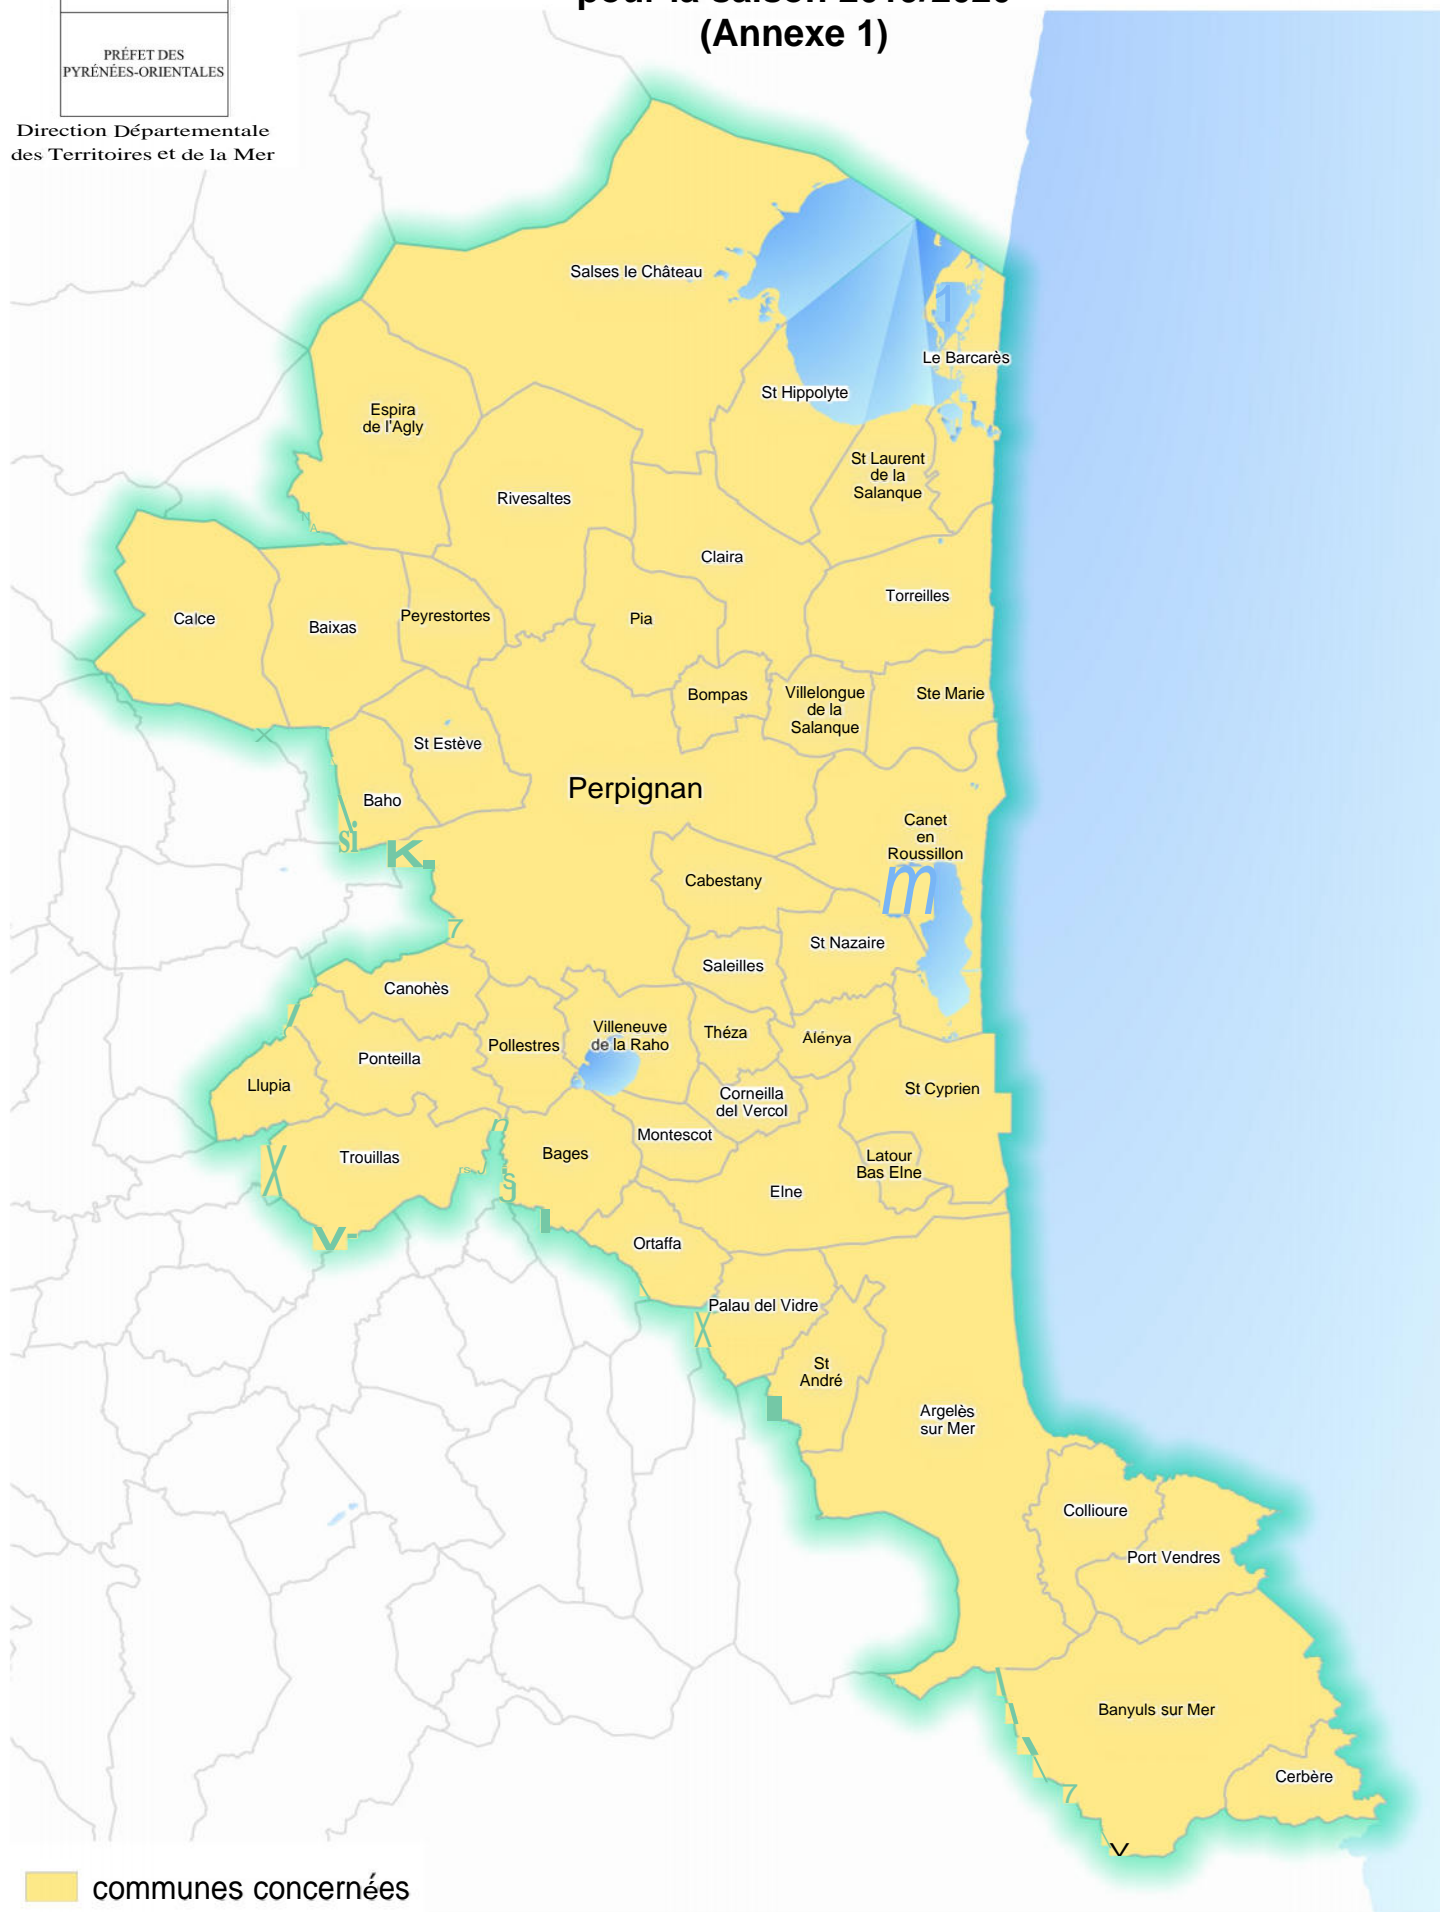 (Annexe 1)
PRÉFET DES
PYRÉNÉES-ORIENTALES
Direction Départementale
des Territoires et de la Mer
Salses le Château
Le Barcarès
St Hippolyte
Espira
de l'Agly
St Laurent
de la
Salanque
Rivesaltes
Claira
Torreilles
Calce
Baixas
Peyrestortes
Pia
Bompas
Villelongue
de la
Salanque
Ste Marie
St Estève
Perpignan
Baho
Canet
en
Roussillon
Cabestany
St Nazaire
Saleilles
Canohès
Villeneuve
de la Raho
Théza
Alénya
Pollestres
Ponteilla
Llupia
Corneilla
del Vercol
St Cyprien
Montescot
Bages
Trouillas
Latour
Bas Elne
Elne
Ortaffa
Palau del Vidre
St
André
Argelès
sur Mer
Collioure
Port Vendres
Banyuls sur Mer
Cerbère
communes concernées